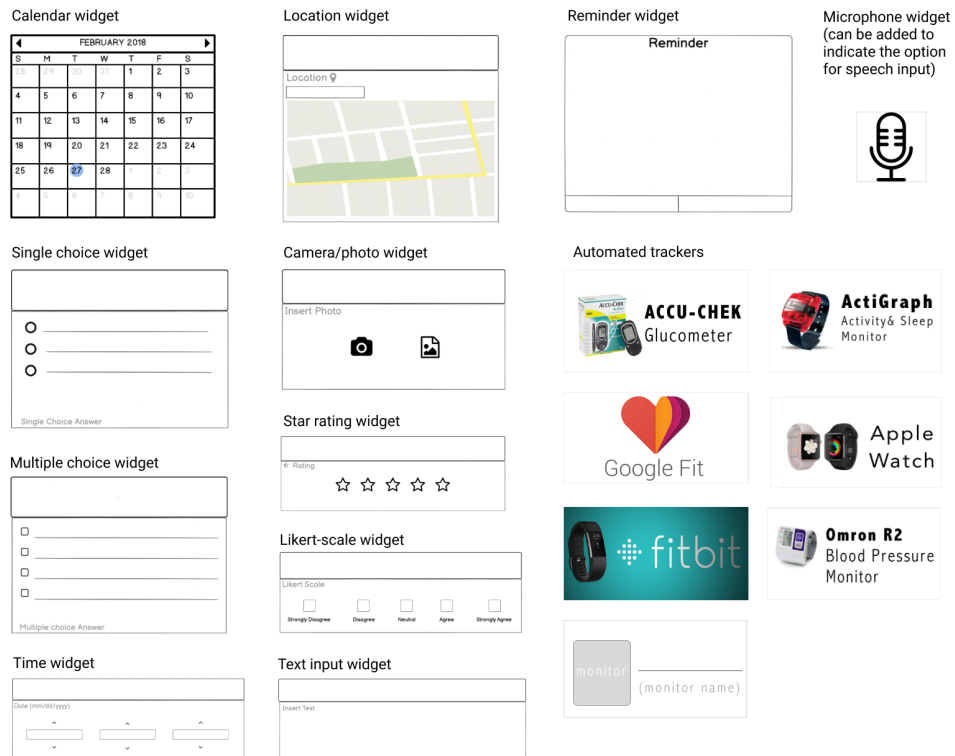 Calendar widget
FEBRUARY 2018
S M T W T F S
28 29 30 31 1 2 3
4 5 6 7 8 9 10
11 12 13 14 15 16 17
18 19 20 21 22 23 24
25 26 27 28 1 2 3
4 5 6 7 8 9 10
Location widget
Location
Reminder widget
Reminder
Microphone widget
(can be added to
indicate the option
for speech input)
Single choice widget
Single Choice Answer
Camera/photo widget
Insert Photo
Automated trackers
ACCU-CHEK
ACCU-CHEK
Glucometer
ActiGraph
Activity& Sleep
Monitor
Star rating widget
Rating
Google Fit
Apple
Watch
Multiple choice widget
Multiple choice Answer
Likert-scale widget
Likert Scale
Strongly Disagree Disagree Neutral Agree Strongly Agree
fitbit
Omron R2
Blood Pressure
Monitor
Time widget
Date (mm/dd/yyyy)
Text input widget
Insert Text
monitor
(monitor name)